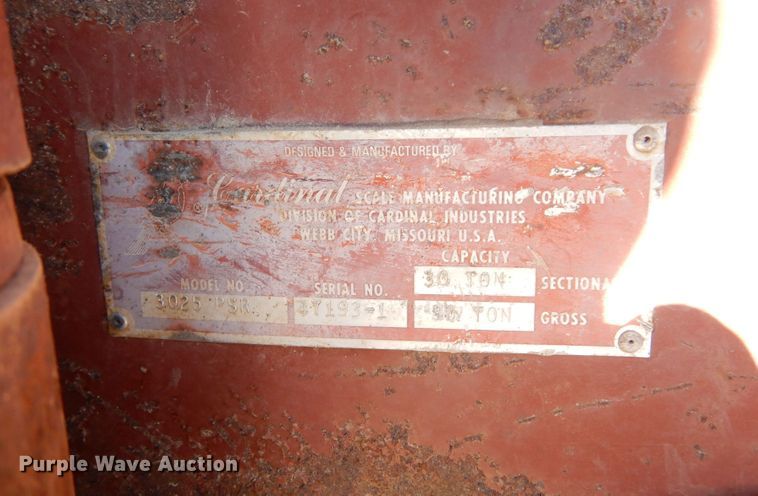 DESIGNED & MANUFACTURED BY
Cardinal SCALE MANUFACTURING COMPANY
DIVISION OF CARDINAL INDUSTRIES
WEBB CITY, MISSOURI U.S.A.
CAPACITY
30 TON SECTIONAL
MODEL NO. SERIAL NO.
3025 PSR TON GROSS
Purple Wave Auction